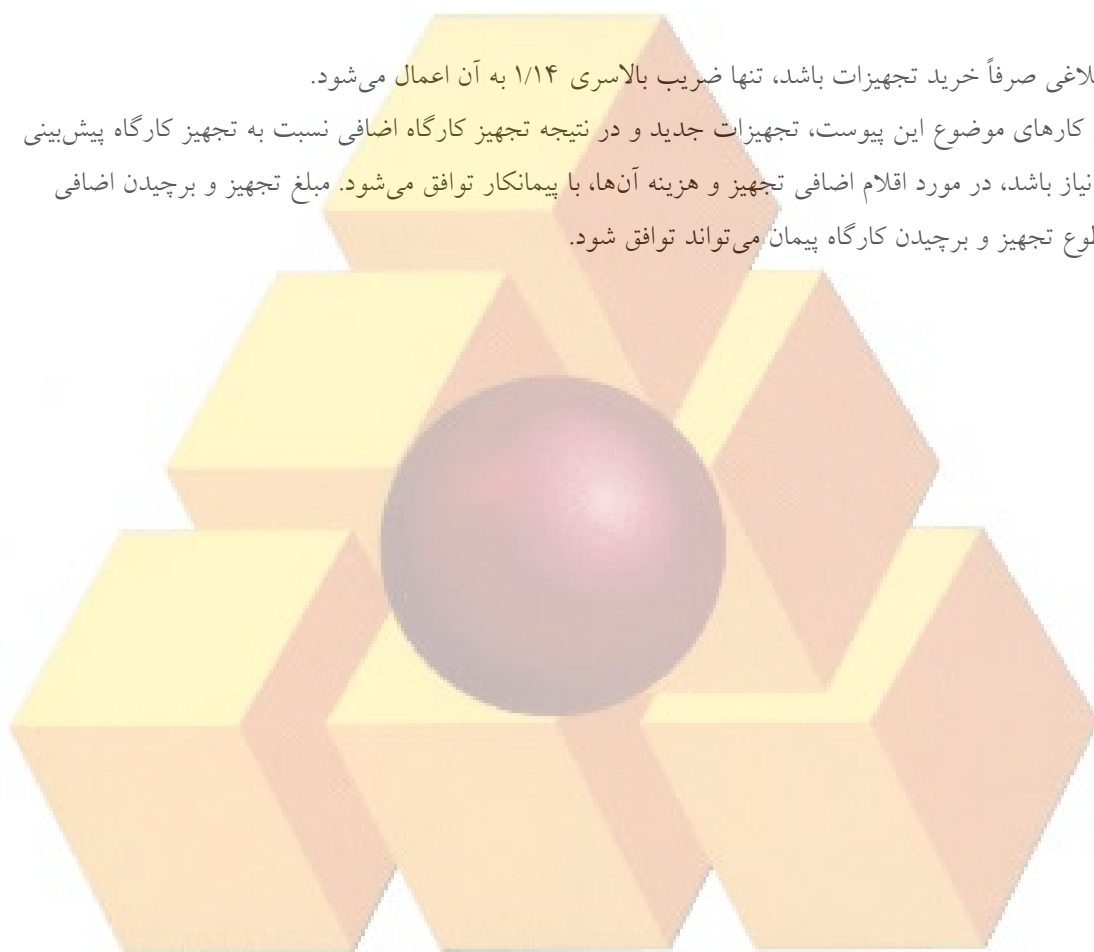 لاغی صرفاً خرید تجهیزات باشد، تنها ضریب بالاسری ۱/۱۴ به آن اعمال می‌شود.
کارهای موضوع این پیوست، تجهیزات جدید و در نتیجه تجهیز کارگاه اضافی نسبت به تجهیز کارگاه پیش‌بینی
نیاز باشد، در مورد اقلام اضافی تجهیز و هزینه آن‌ها، با پیمانکار توافق می‌شود. مبلغ تجهیز و برچیدن اضافی
طوع تجهیز و برچیدن کارگاه پیمان می‌تواند توافق شود.